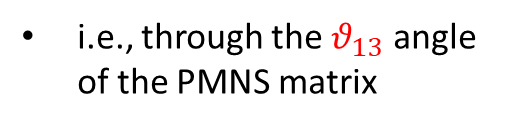 • i.e., through the ϑ₁₃ angle
of the PMNS matrix